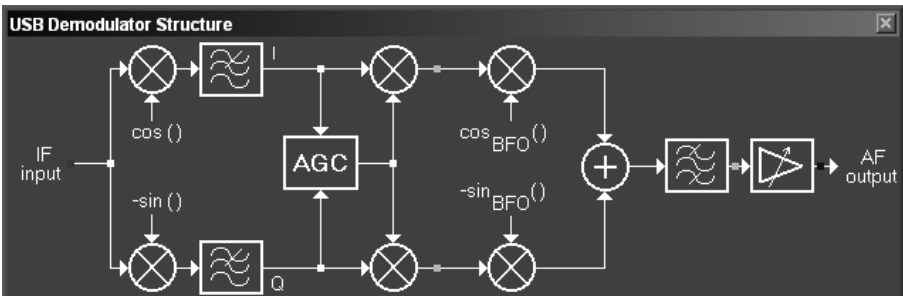 USB Demodulator Structure
I
cos ()
cos BFO ()
IF
input
AGC
AF
output
-sin ()
-sin BFO ()
Q